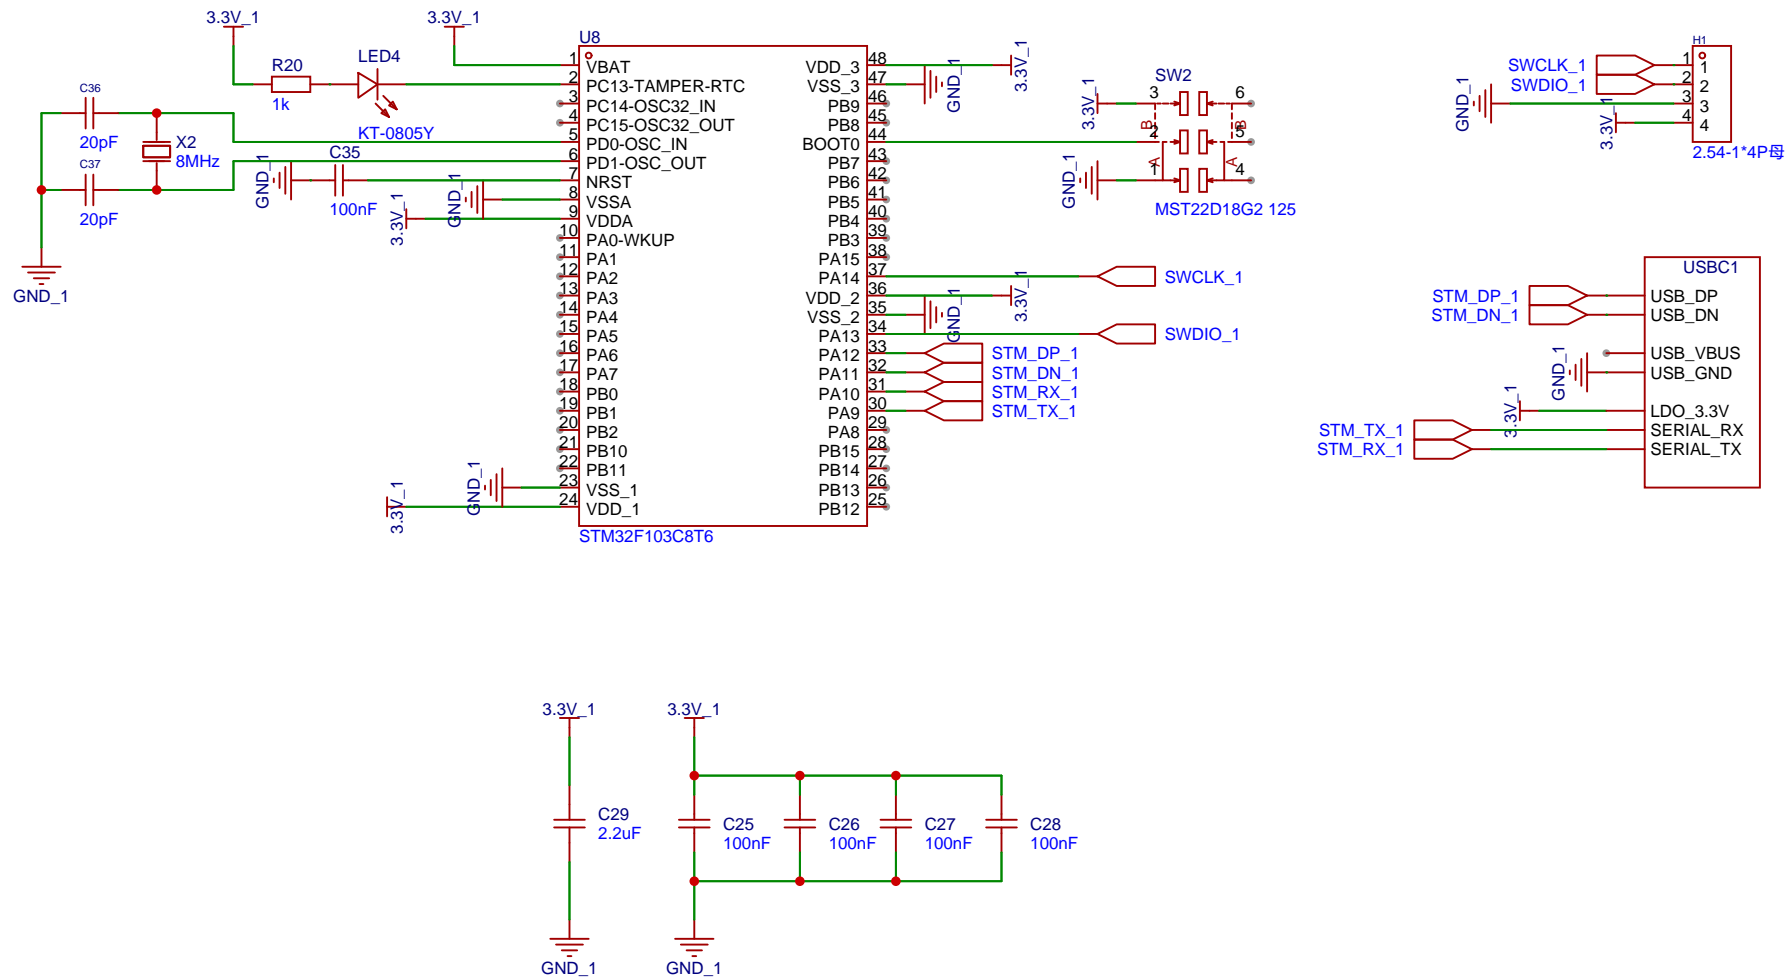 3.3V_1
3.3V_1
R20
1k
LED4
KT-0805Y
C36
20pF
C37
20pF
X2
8MHz
GND_1
GND_1
C35
100nF
GND_1
3.3V_1
GND_1
3.3V_1
U8
1 VBAT
2 PC13-TAMPER-RTC
3 PC14-OSC32_IN
4 PC15-OSC32_OUT
5 PD0-OSC_IN
6 PD1-OSC_OUT
7 NRST
8 VSSA
9 VDDA
10 PA0-WKUP
11 PA1
12 PA2
13 PA3
14 PA4
15 PA5
16 PA6
17 PA7
18 PB0
19 PB1
20 PB2
21 PB10
22 PB11
23 VSS_1
24 VDD_1
VDD_3 48
VSS_3 47
PB9 46
PB8 45
BOOT0 44
PB7 43
PB6 42
PB5 41
PB4 40
PB3 39
PA15 38
PA14 37
VDD_2 36
VSS_2 35
PA13 34
PA12 33
PA11 32
PA10 31
PA9 30
PA8 29
PB15 28
PB14 27
PB13 26
PB12 25
STM32F103C8T6
GND_1
3.3V_1
GND_1
3.3V_1
SWCLK_1
SWDIO_1
STM_DP_1
STM_DN_1
STM_RX_1
STM_TX_1
SW2
3.3V_1
GND_1
3
2
1
6
5
4
B
B
A
A
MST22D18G2 125
H1
SWCLK_1
SWDIO_1
GND_1
3.3V_1
1 1
2 2
3 3
4 4
2.54-1*4P母
USBC1
STM_DP_1
STM_DN_1
GND_1
3.3V_1
STM_TX_1
STM_RX_1
USB_DP
USB_DN
USB_VBUS
USB_GND
LDO_3.3V
SERIAL_RX
SERIAL_TX
3.3V_1
C29
2.2uF
GND_1
3.3V_1
C25
100nF
C26
100nF
C27
100nF
C28
100nF
GND_1